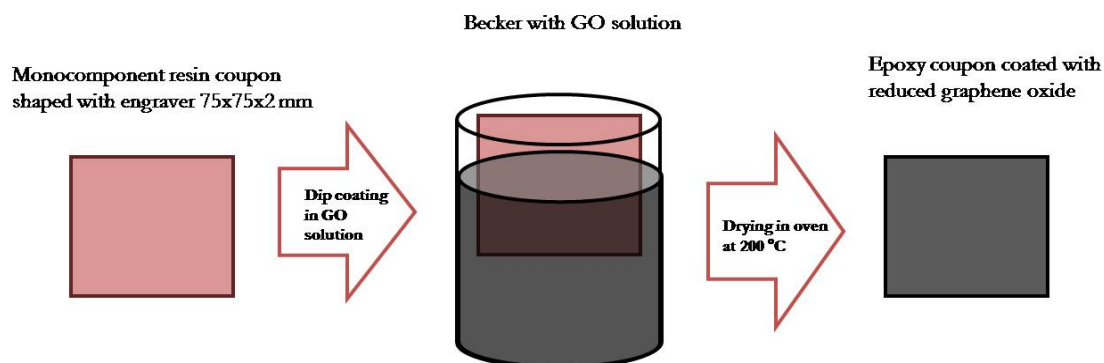 Becker with GO solution
Monocomponent resin coupon
shaped with engraver 75x75x2 mm
Dip coating
in GO
solution
Drying in oven
at 200 °C
Epoxy coupon coated with
reduced graphene oxide